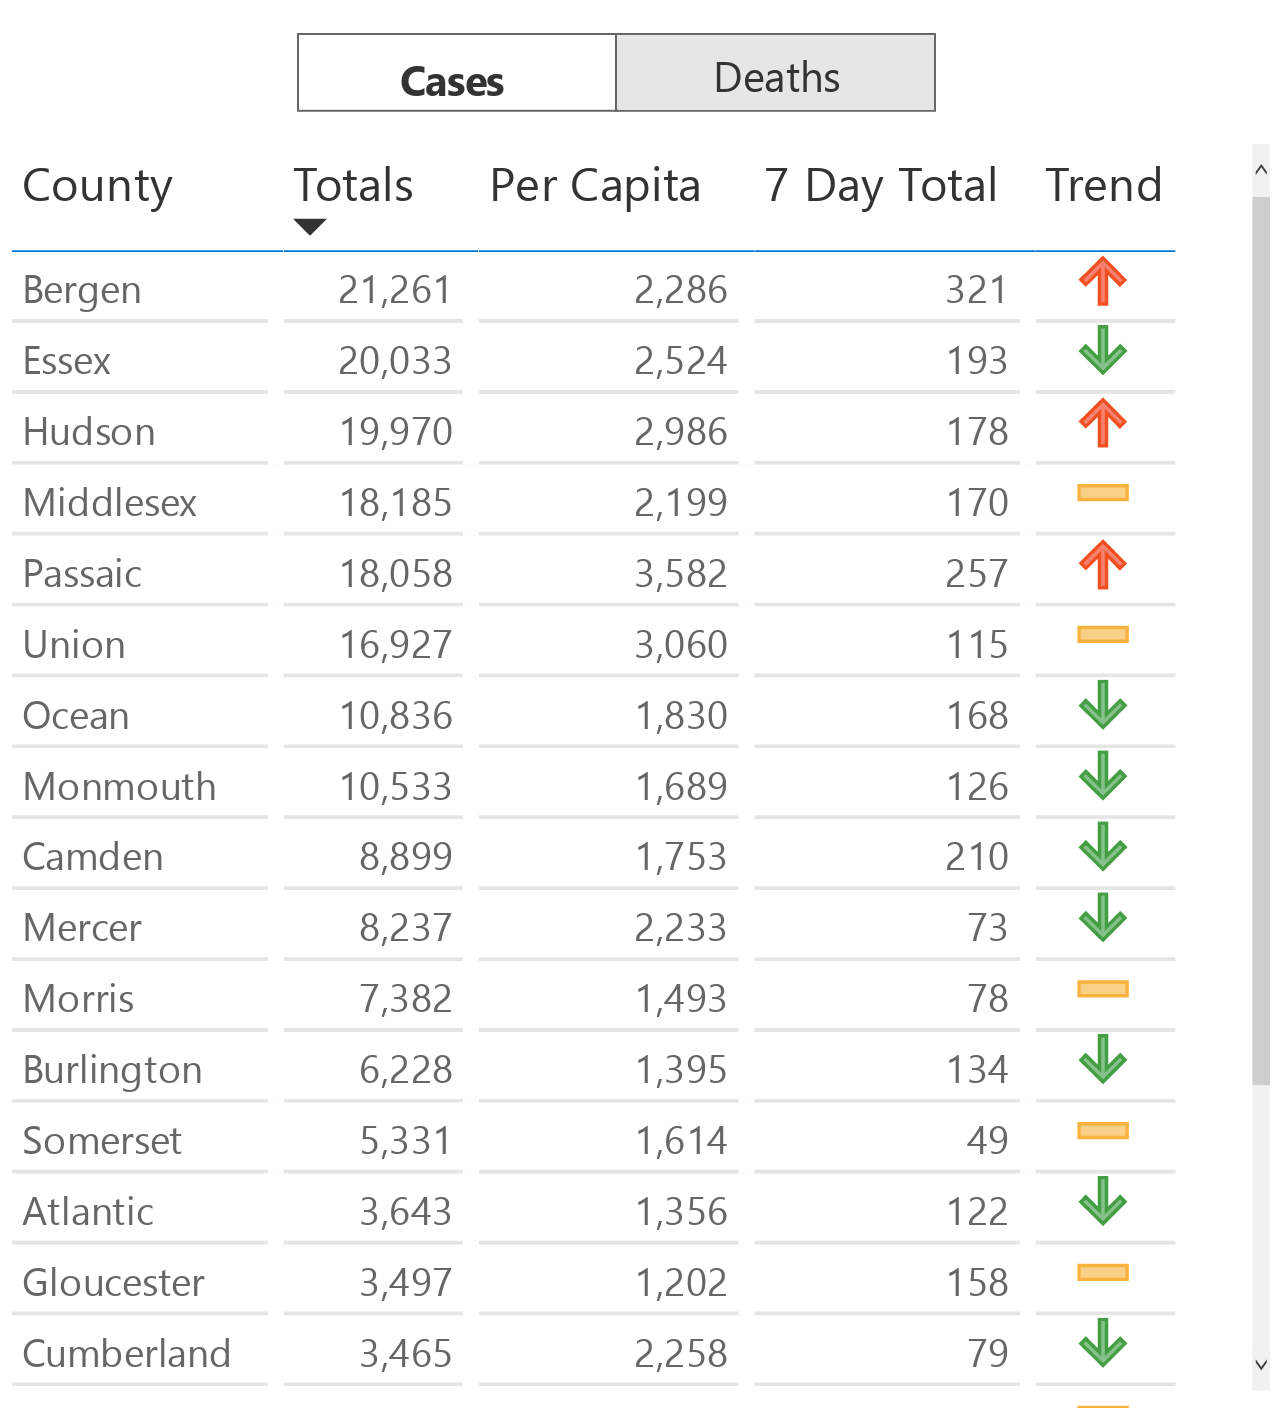 Cases Deaths
County Totals Per Capita 7 Day Total Trend
Bergen 21,261 2,286 321
Essex 20,033 2,524 193
Hudson 19,970 2,986 178
Middlesex 18,185 2,199 170
Passaic 18,058 3,582 257
Union 16,927 3,060 115
Ocean 10,836 1,830 168
Monmouth 10,533 1,689 126
Camden 8,899 1,753 210
Mercer 8,237 2,233 73
Morris 7,382 1,493 78
Burlington 6,228 1,395 134
Somerset 5,331 1,614 49
Atlantic 3,643 1,356 122
Gloucester 3,497 1,202 158
Cumberland 3,465 2,258 79